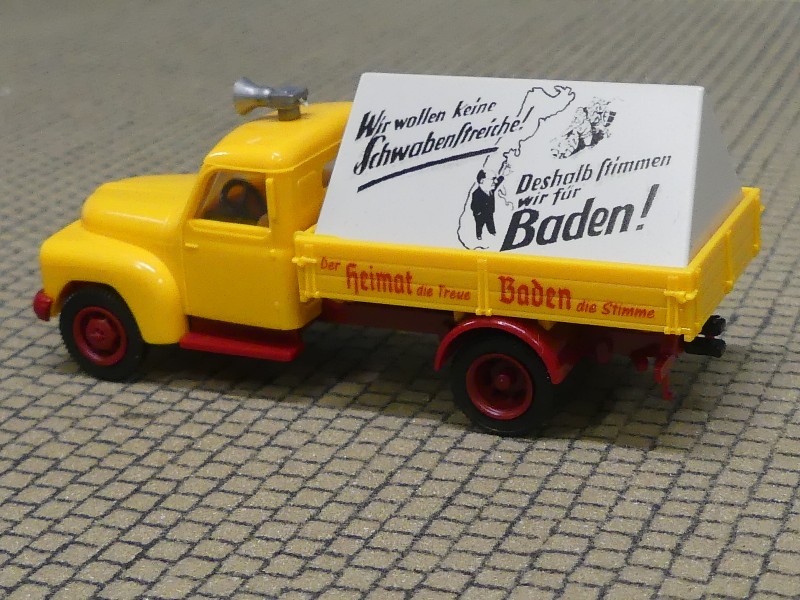 Wir wollen keine
Schwabenstreiche!
Deshalb stimmen
wir für
Baden!
Der Heimat die Treue Baden die Stimme